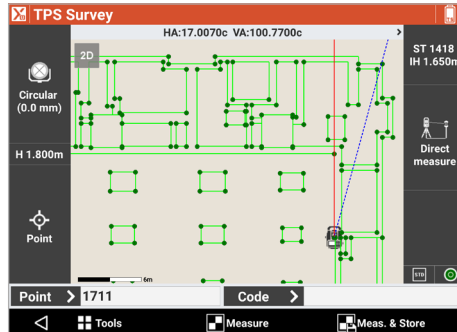 TPS Survey
HA:17.0070c VA:100.7700c
2D
ST 1418
IH 1.650m
Circular
(0.0 mm)
H 1.800m
Direct
measure
Point
6m
STD
Point
1711
Code
Tools
Measure
Meas. & Store